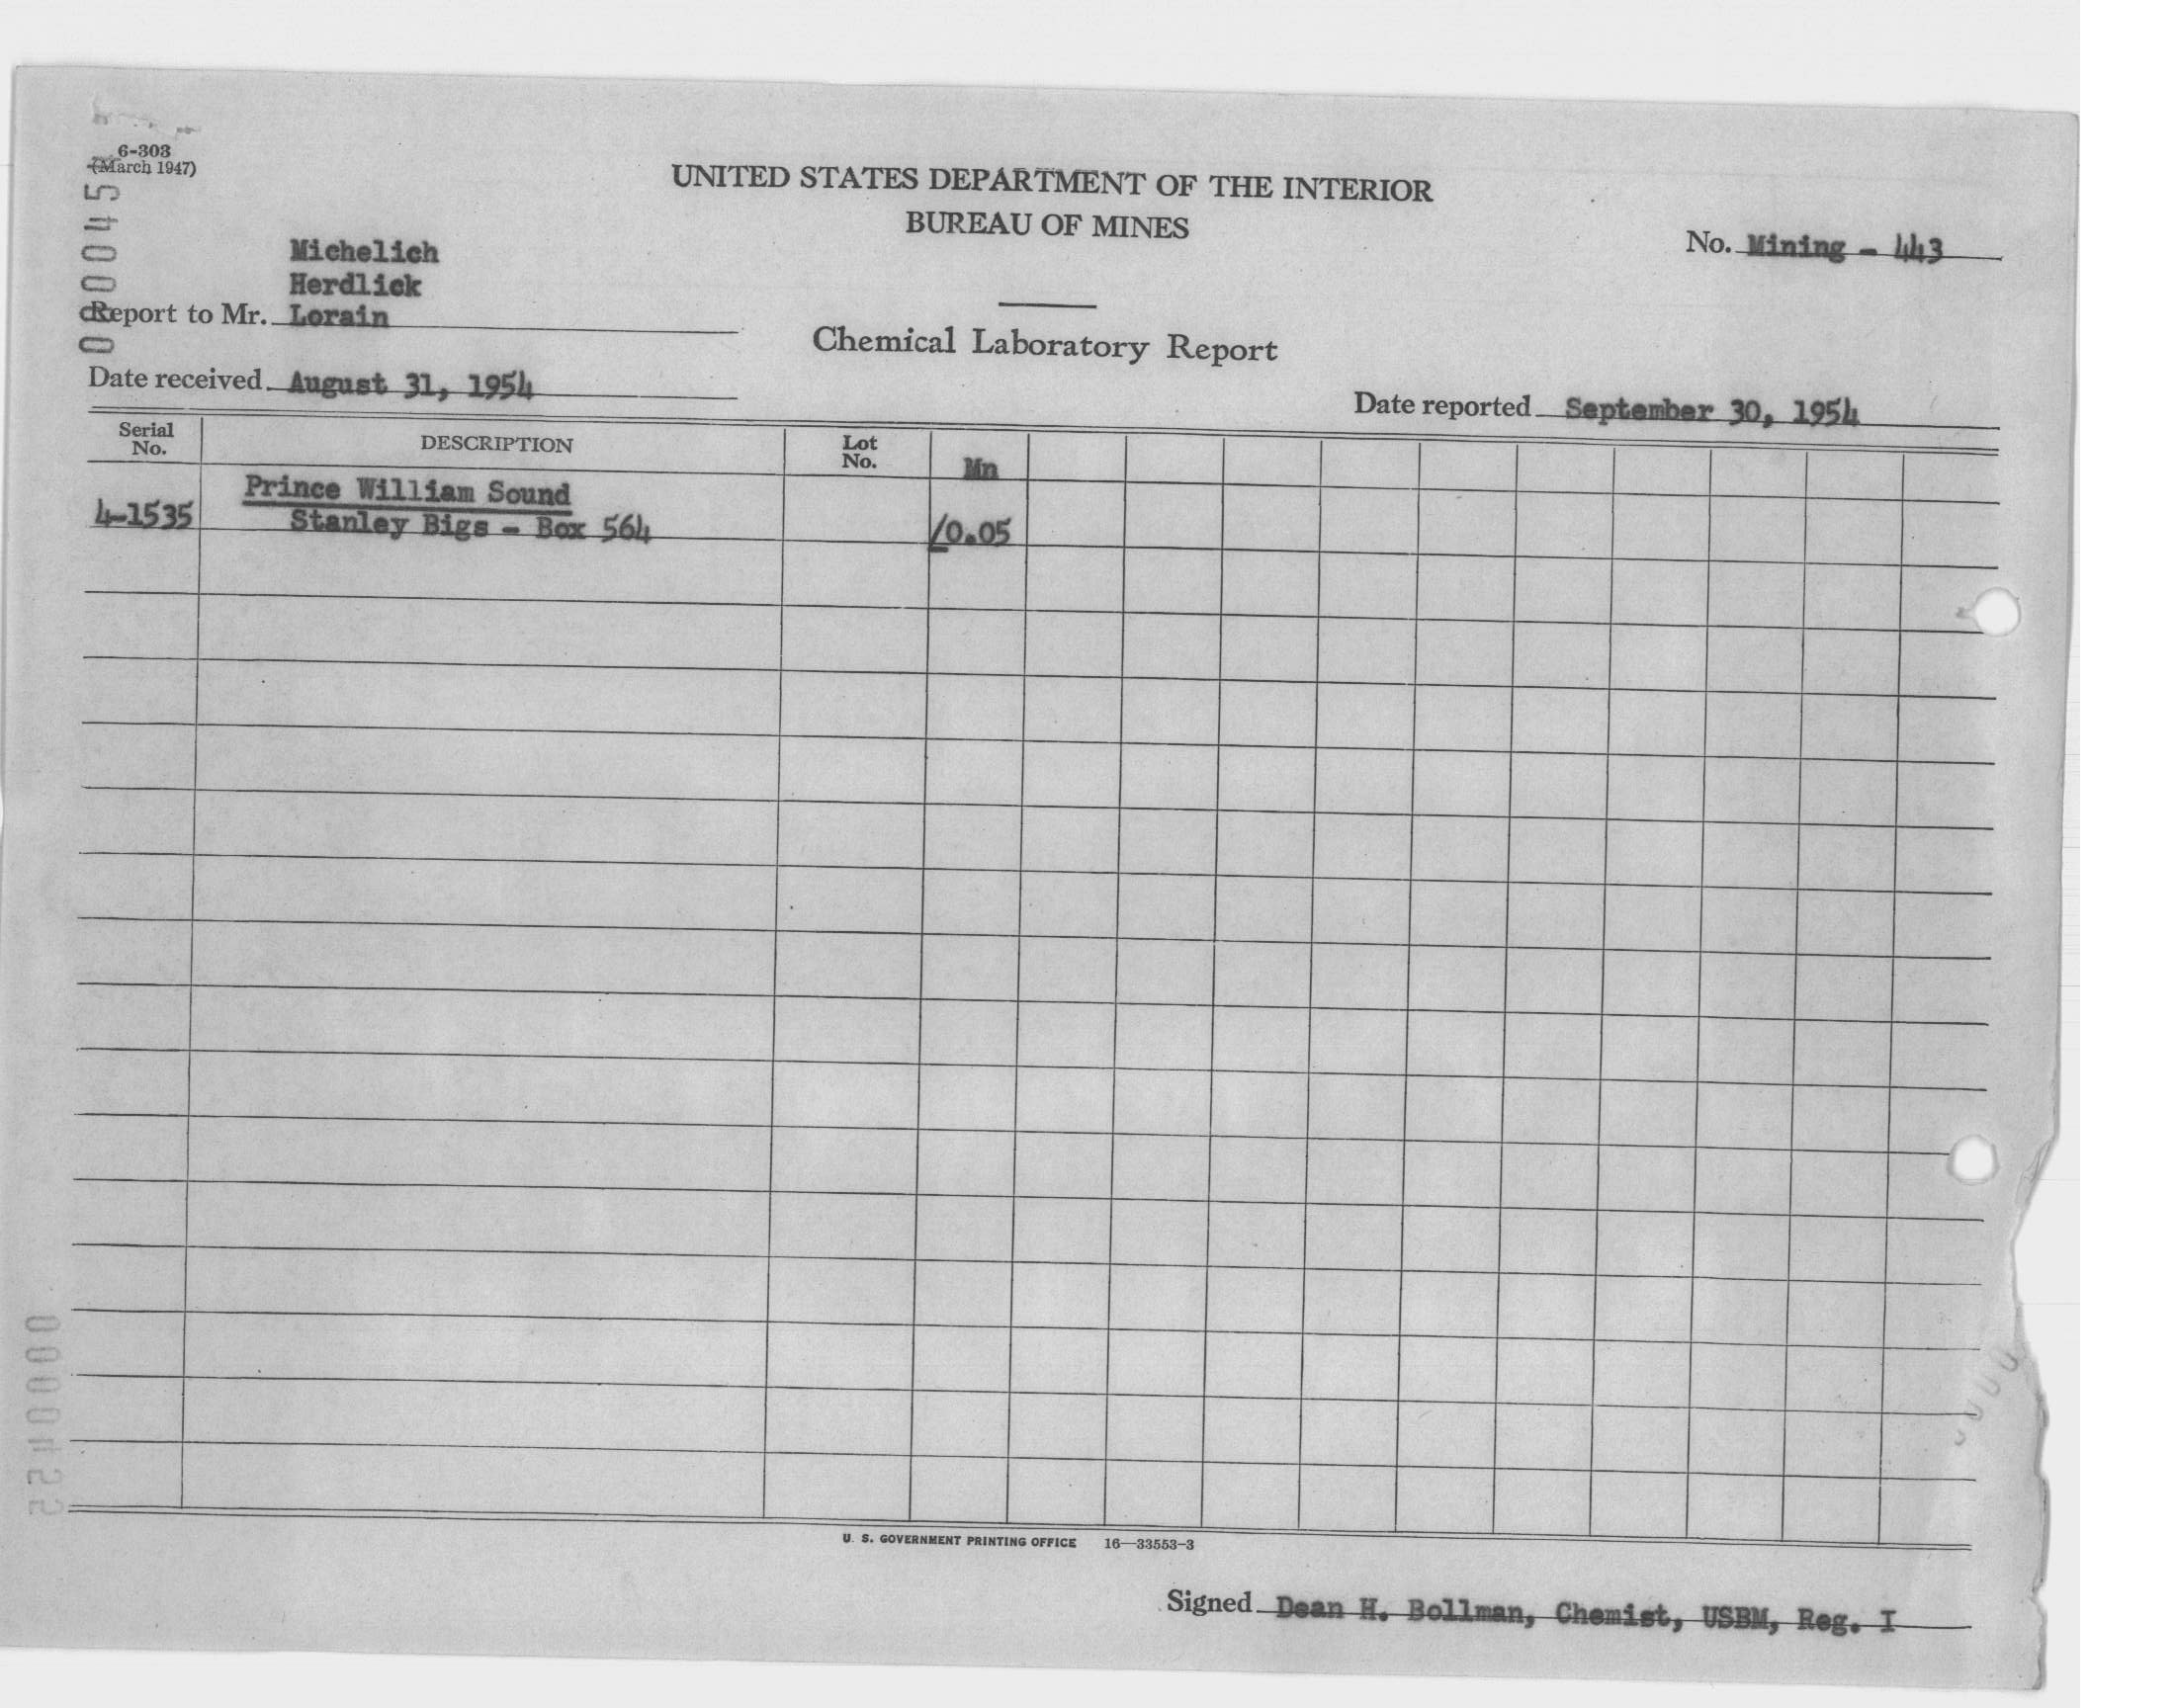 6-303
(March 1947)
UNITED STATES DEPARTMENT OF THE INTERIOR
BUREAU OF MINES
No. Mining - 443
Michelich
Herdlick
Report to Mr. Lorain
Chemical Laboratory Report
Date received August 31, 1954
Date reported September 30, 1954
Serial No. DESCRIPTION Lot No. Mn
Prince William Sound
4-1535 Stanley Bigs - Box 564 /0.05
U. S. GOVERNMENT PRINTING OFFICE 16—33553-3
Signed Dean H. Bollman, Chemist, USBM, Reg. I
0000422